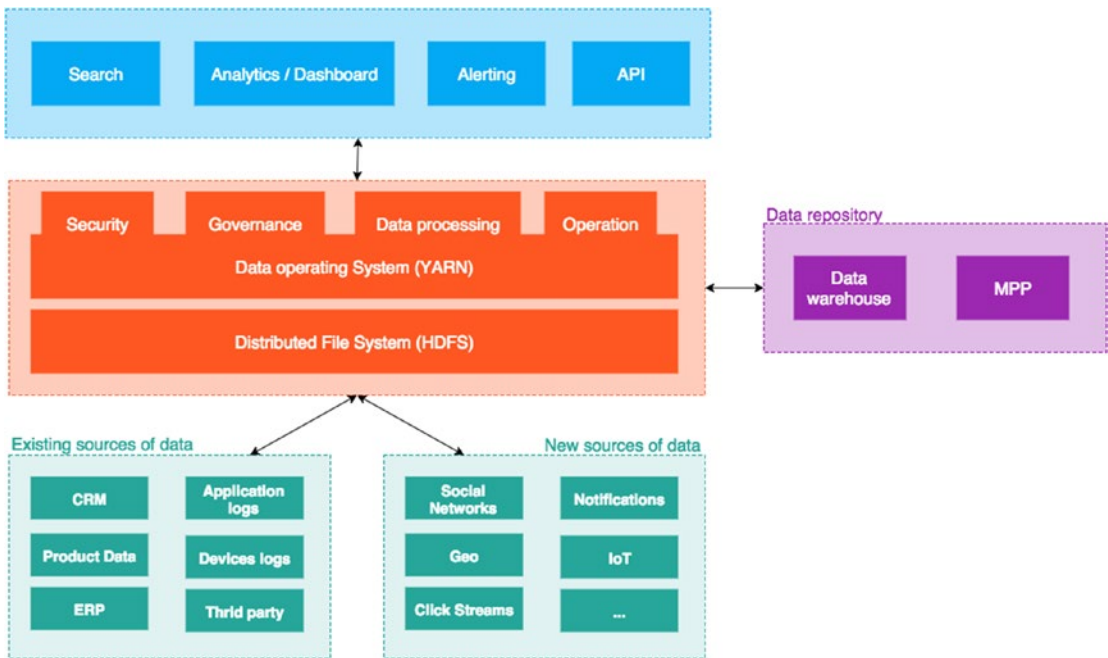 Search
Analytics / Dashboard
Alerting
API
Security
Governance
Data processing
Operation
Data operating System (YARN)
Distributed File System (HDFS)
Data repository
Data
warehouse
MPP
Existing sources of data
CRM
Application
logs
Product Data
Devices logs
ERP
Thrid party
New sources of data
Social
Networks
Notifications
Geo
IoT
Click Streams
...